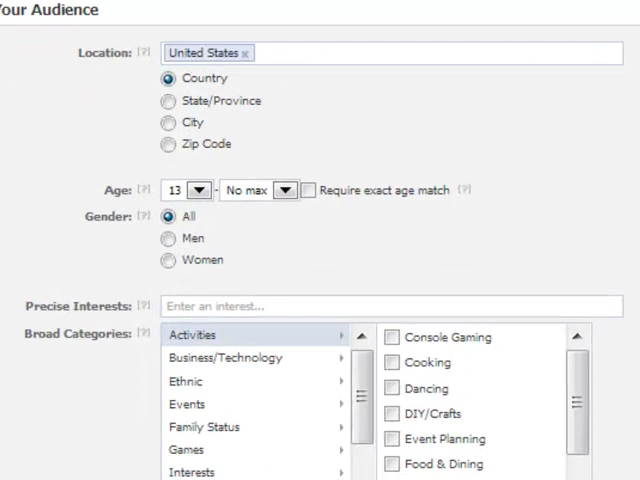 Your Audience
Location: [?] United States x
Country
State/Province
City
Zip Code
Age: [?] 13 - No max Require exact age match [?]
Gender: [?] All
Men
Women
Precise Interests: [?] Enter an interest...
Broad Categories: [?] Activities Console Gaming
Business/Technology Cooking
Ethnic Dancing
Events DIY/Crafts
Family Status Event Planning
Games Food & Dining
Interests